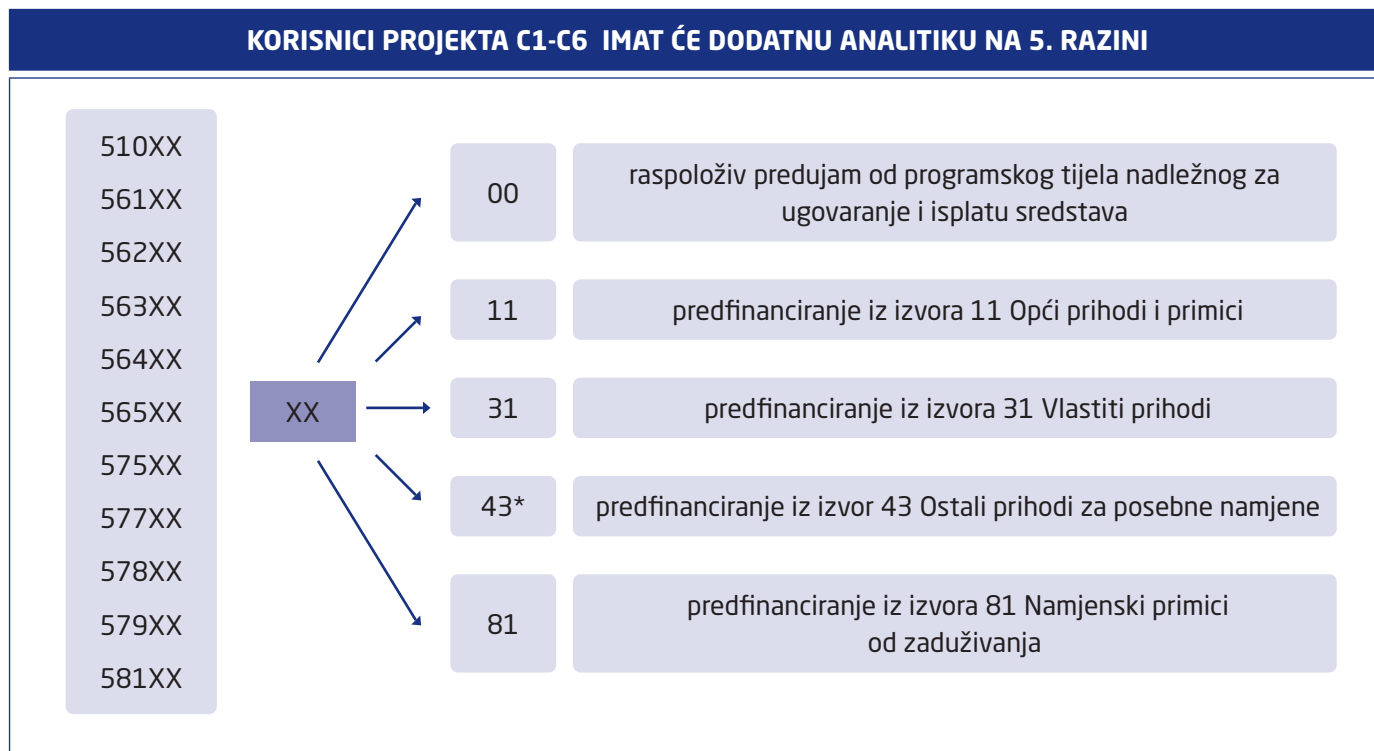 KORISNICI PROJEKTA C1-C6 IMAT ĆE DODATNU ANALITIKU NA 5. RAZINI
510XX
561XX
562XX
563XX
564XX
565XX
575XX
577XX
578XX
579XX
581XX
XX
00
raspoloživ predujam od programskog tijela nadležnog za
ugovaranje i isplatu sredstava
11
predfinanciranje iz izvora 11 Opći prihodi i primici
31
predfinanciranje iz izvora 31 Vlastiti prihodi
43*
predfinanciranje iz izvor 43 Ostali prihodi za posebne namjene
81
predfinanciranje iz izvora 81 Namjenski primici
od zaduživanja